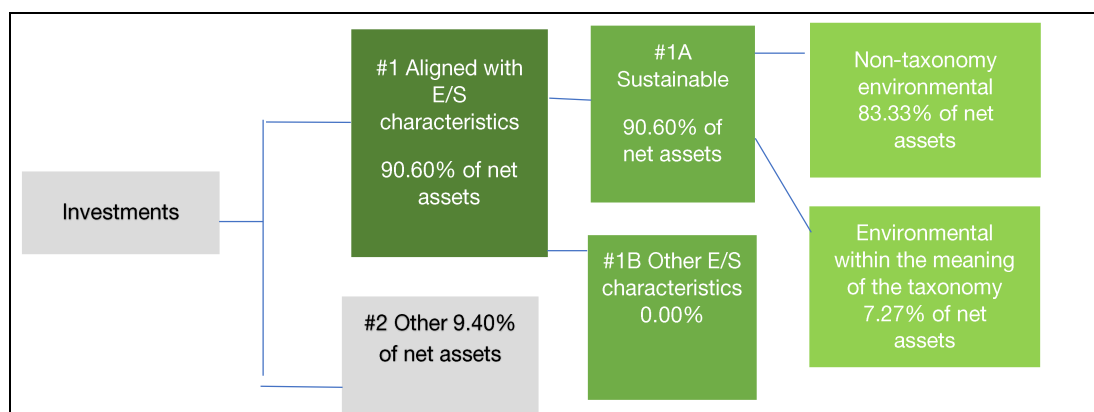 Investments
#1 Aligned with
E/S
characteristics
90.60% of net
assets
#2 Other 9.40%
of net assets
#1A
Sustainable
90.60% of
net assets
#1B Other E/S
characteristics
0.00%
Non-taxonomy
environmental
83.33% of net
assets
Environmental
within the meaning
of the taxonomy
7.27% of net
assets